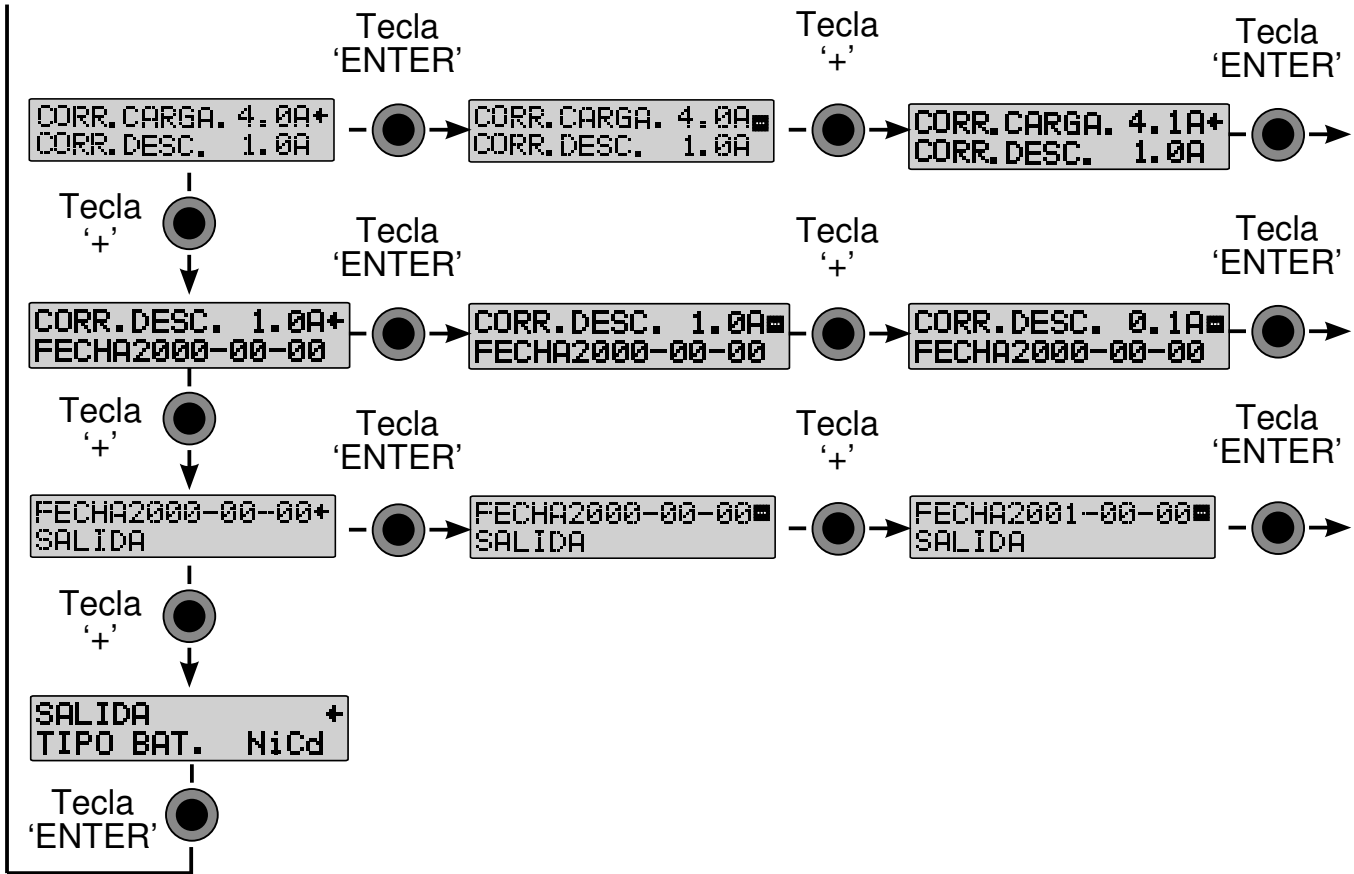 Tecla
‘ENTER’
Tecla
‘+’
Tecla
‘ENTER’
CORR.CARGA. 4.0A
CORR.DESC. 1.0A
CORR.CARGA. 4.0A
CORR.DESC. 1.0A
CORR.CARGA. 4.1A
CORR.DESC. 1.0A
Tecla
‘+’
Tecla
‘ENTER’
Tecla
‘+’
Tecla
‘ENTER’
CORR.DESC. 1.0A
FECHA2000-00-00
CORR.DESC. 1.0A
FECHA2000-00-00
CORR.DESC. 0.1A
FECHA2000-00-00
Tecla
‘+’
Tecla
‘ENTER’
Tecla
‘+’
Tecla
‘ENTER’
FECHA2000-00-00
SALIDA
FECHA2000-00-00
SALIDA
FECHA2001-00-00
SALIDA
Tecla
‘+’
SALIDA
TIPO BAT. NiCd
Tecla
‘ENTER’